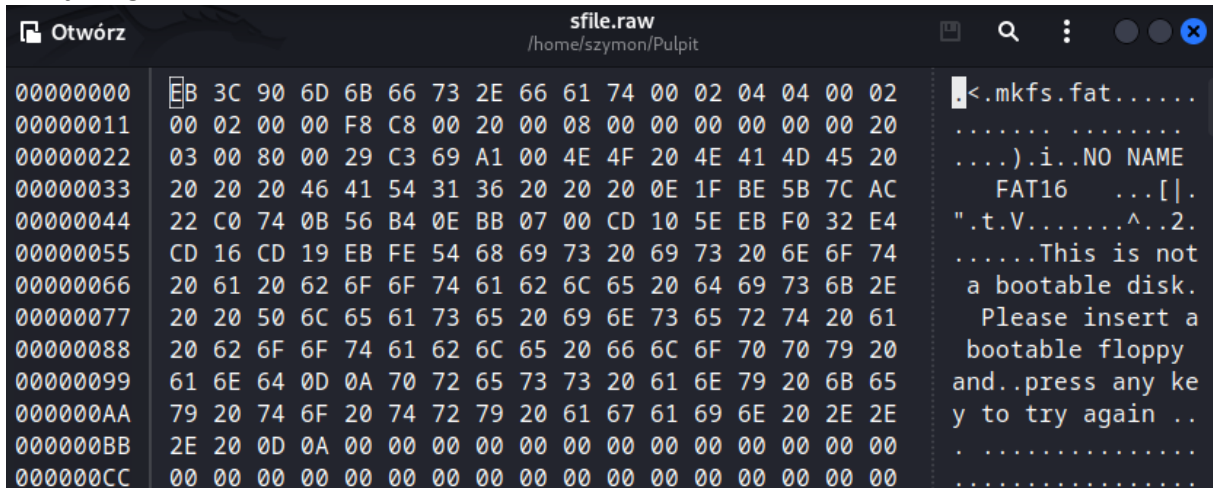 Otwórz
sfile.raw
/home/szymon/Pulpit
00000000 EB 3C 90 6D 6B 66 73 2E 66 61 74 00 02 04 04 00 02 .<.mkfs.fat......
00000011 00 02 00 00 F8 C8 00 20 00 08 00 00 00 00 00 00 20 ....... ........
00000022 03 00 80 00 29 C3 69 A1 00 4E 4F 20 4E 41 4D 45 20 ....).i..NO NAME
00000033 20 20 20 46 41 54 31 36 20 20 20 0E 1F BE 5B 7C AC FAT16 ...[|.
00000044 22 C0 74 0B 56 B4 0E BB 07 00 CD 10 5E EB F0 32 E4 ".t.V.......^..2.
00000055 CD 16 CD 19 EB FE 54 68 69 73 20 69 73 20 6E 6F 74 ......This is not
00000066 20 61 20 62 6F 6F 74 61 62 6C 65 20 64 69 73 6B 2E a bootable disk.
00000077 20 20 50 6C 65 61 73 65 20 69 6E 73 65 72 74 20 61 Please insert a
00000088 20 62 6F 6F 74 61 62 6C 65 20 66 6C 6F 70 70 79 20 bootable floppy
00000099 61 6E 64 0D 0A 70 72 65 73 73 20 61 6E 79 20 6B 65 and..press any ke
000000AA 79 20 74 6F 20 74 72 79 20 61 67 61 69 6E 20 2E 2E y to try again ..
000000BB 2E 20 0D 0A 00 00 00 00 00 00 00 00 00 00 00 00 00 . ...............
000000CC 00 00 00 00 00 00 00 00 00 00 00 00 00 00 00 00 00 .................